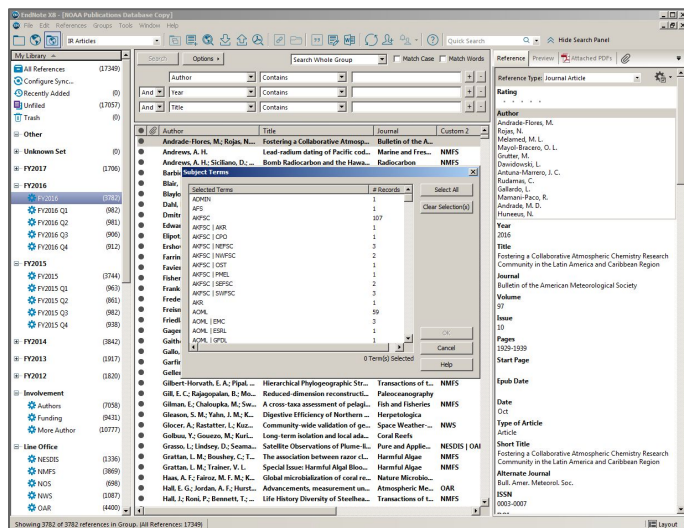 EndNote X8 - [NOAA Publications Database Copy]
File Edit References Groups Tools Window Help
IR Articles
Quick Search
Hide Search Panel
My Library
All References (17349)
Configure Sync...
Recently Added (0)
Unfiled (17057)
Trash (0)
Other
Unknown Set (0)
FY2017 (1706)
FY2016
FY2016 (3782)
FY2016 Q1 (982)
FY2016 Q2 (981)
FY2016 Q3 (906)
FY2016 Q4 (912)
FY2015
FY2015 (3744)
FY2015 Q1 (963)
FY2015 Q2 (861)
FY2015 Q3 (982)
FY2015 Q4 (938)
FY2014 (3842)
FY2013 (1917)
FY2012 (1820)
Involvement
Authors (7058)
Funding (9431)
More Author (10777)
Line Office
NESDIS (1336)
NMFS (3869)
NOS (698)
NWS (1087)
OAR (4400)
Search Options Search Whole Group Match Case Match Words
Author Contains
And Year Contains
And Title Contains
Author Title Journal Custom 2
Andrade-Flores, M.; Rojas, N.... Fostering a Collaborative Atmosp... Bulletin of the A...
Andrews, A. H. Lead-radium dating of Pacific cod... Marine and Fres... NMFS
Andrews, A. H.; Siciliano, D.; ... Bomb Radiocarbon and the Hawa... Radiocarbon NMFS
Barbi
Blair,
Blaylo
Dahl,
Dmitr
Edwar
Elipot
Ersho
Farrin
Favier
Fisher
Frank
Frede
Freism
Friedl
Gager
Gaith
Gallo,
Garfi
Geller
Subject Terms
Selected Terms # Records
ADMIN 1
AFS 1
AKFSC 107
AKFSC | AKR 1
AKFSC | CPO 1
AKFSC | NEFSC 3
AKFSC | NWFSC 2
AKFSC | OST 1
AKFSC | PMEL 1
AKFSC | SEFSC 2
AKFSC | SWFSC 3
AKR 1
AOML 59
AOML | EMC 3
AOML | ESRL 1
AOML | GFDL 1
0 Term(s) Selected
Select All
Clear Selection(s)
OK
Cancel
Help
Gilbert-Horvath, E. A.; Pipal, ... Hierarchical Phylogeographic Str... Transactions of t... NMFS
Gill, E. C.; Rajagopalan, B.; Mo... Reduced-dimension reconstructi... Paleoceanography
Gilman, E.; Chaloupka, M.; Sw... A cross-taxa assessment of pelagi... Fish and Fisheries NMFS
Gleason, S. M.; Yahn, J. M.; K... Digestive Efficiency of Northern ... Herpetologica
Glocer, A.; Rastatter, L.; Kuz... Community-wide validation of ge... Space Weather-... NWS
Golbuu, Y.; Gouezo, M.; Kuri... Long-term isolation and local ada... Coral Reefs
Grasso, L.; Lindsey, D.; Seama... Satellite Observations of Plume-li... Pure and Applie... NESDIS | OAI
Grattan, L. M.; Boushey, C.; T... The association between razor cl... Harmful Algae NMFS
Grattan, L. M.; Trainer, V. L. Special Issue: Harmful Algal Bloo... Harmful Algae NMFS
Haas, A. F.; Fairoz, M. F. M.; K... Global microbialization of coral re... Nature Microbio...
Hall, E. G.; Jordan, A. F.; Hurst... Advancements, measurement un... Atmospheric Me... OAR
Hall, J.; Roni, P.; Bennett, T.; ... Life History Diversity of Steelhea... Transactions of t... NMFS
Reference Preview Attached PDFs
Reference Type: Journal Article
Rating
Author
Andrade-Flores, M.
Rojas, N.
Melamed, M. L.
Mayol-Bracero, O. L.
Grutter, M.
Dawidowski, L.
Antuna-Marrero, J. C.
Rudamas, C.
Gallardo, L.
Mamani-Paco, R.
Andrade, M. D.
Huneeus, N.
Year
2016
Title
Fostering a Collaborative Atmospheric Chemistry Research
Community in the Latin America and Caribbean Region
Journal
Bulletin of the American Meteorological Society
Volume
97
Issue
10
Pages
1929-1939
Start Page
Epub Date
Date
Oct
Type of Article
Article
Short Title
Fostering a Collaborative Atmospheric Chemistry Research
Community in the Latin America and Caribbean Region
Alternate Journal
Bull. Amer. Meteorol. Soc.
ISSN
0003-0007
Showing 3782 of 3782 references in Group. (All References: 17349)
Layout